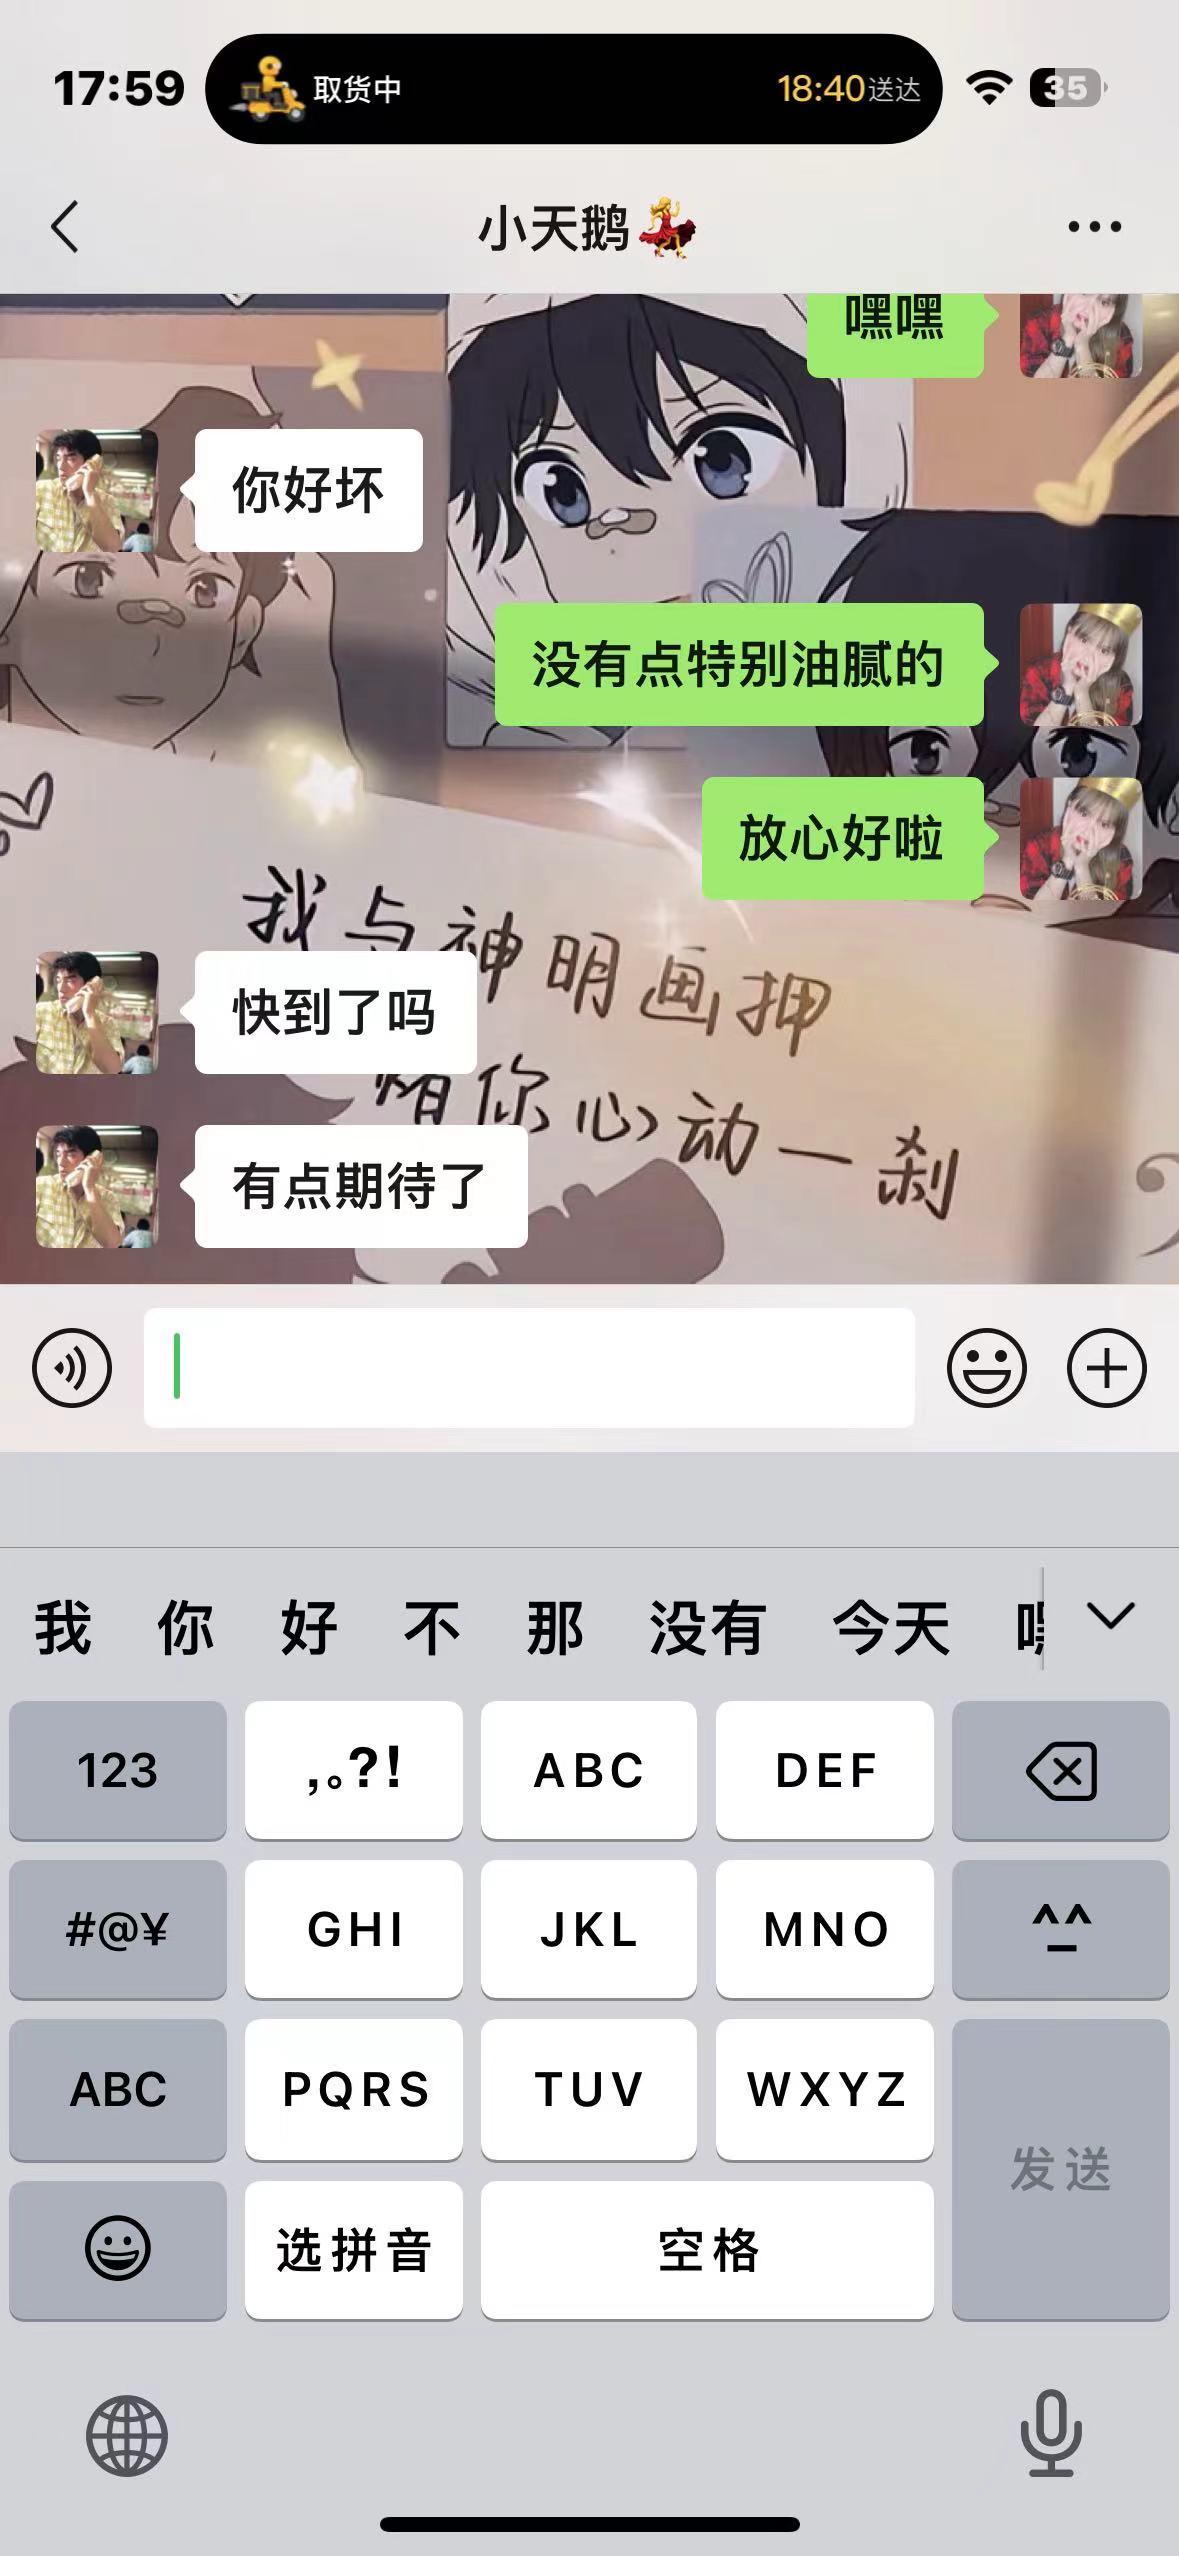 17:59
取货中
18:40送达
35
小天鹅
嘿嘿
你好坏
没有点特别油腻的
放心好啦
我与神明画押
快到了吗
赌你心动一刹
有点期待了
我 你 好 不 那 没有 今天 嘿
123 ,。?! ABC DEF
#@¥ GHI JKL MNO ^^
ABC PQRS TUV WXYZ
发送
选拼音 空格